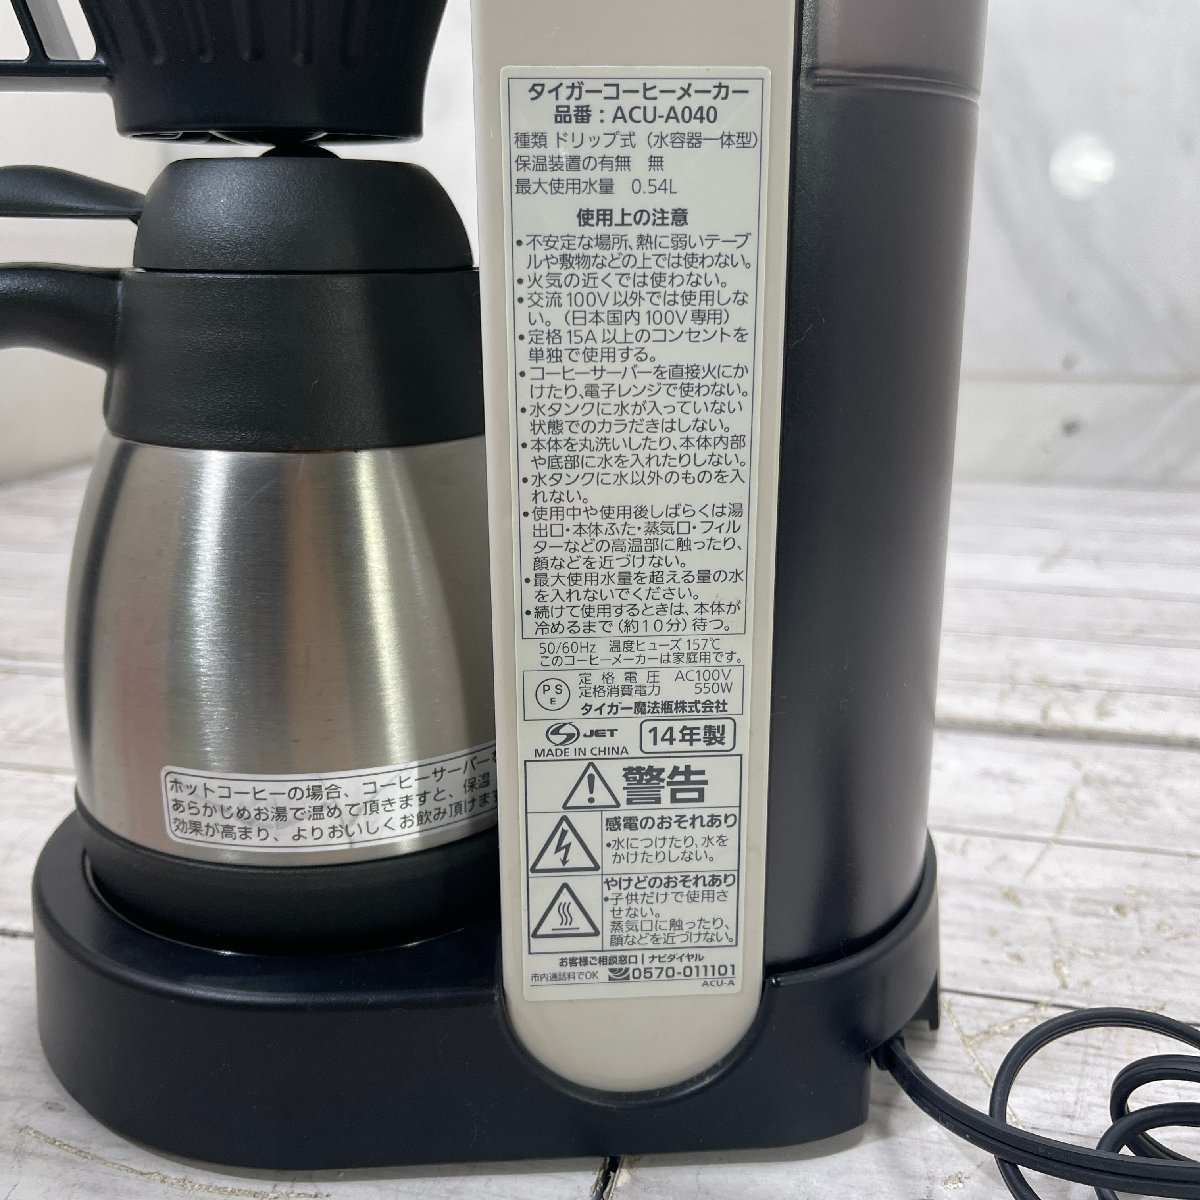 タイガーコーヒーメーカー
品番：ACU-A040
種類 ドリップ式（水容器一体型）
保温装置の有無 無
最大使用水量 0.54L
使用上の注意
•不安定な場所、熱に弱いテーブ
ルや敷物などの上では使わない。
•火気の近くでは使わない。
•交流100V以外では使用しな
い。（日本国内100V専用）
•定格15A以上のコンセントを
単独で使用する。
•コーヒーサーバーを直接火にか
けたり、電子レンジで使わない。
•水タンクに水が入っていない
状態でのカラだきはしない。
•本体を丸洗いしたり、本体内部
や底部に水を入れたりしない。
•水タンクに水以外のものを入
れない。
•使用中や使用後しばらくは湯
出口・本体ふた・蒸気口・フィル
ターなどの高温部に触ったり、
顔などを近づけない。
•最大使用水量を超える量の水
を入れないでください。
•続けて使用するときは、本体が
冷めるまで（約10分）待つ。
50/60Hz 温度ヒューズ 157℃
このコーヒーメーカーは家庭用です。
PSE
定格電圧 AC100V
定格消費電力 550W
タイガー魔法瓶株式会社
S JET
MADE IN CHINA
14年製
警告
感電のおそれあり
•水につけたり、水を
かけたりしない。
やけどのおそれあり
•子供だけで使用さ
せない。
蒸気口に触ったり、
顔などを近づけない。
お客様ご相談窓口｜ナビダイヤル
市内通話料でOK 0570-011101
ACU-A
ホットコーヒーの場合、コーヒーサーバーを
あらかじめお湯で温めて頂きますと、保温
効果が高まり、よりおいしくお飲み頂けます